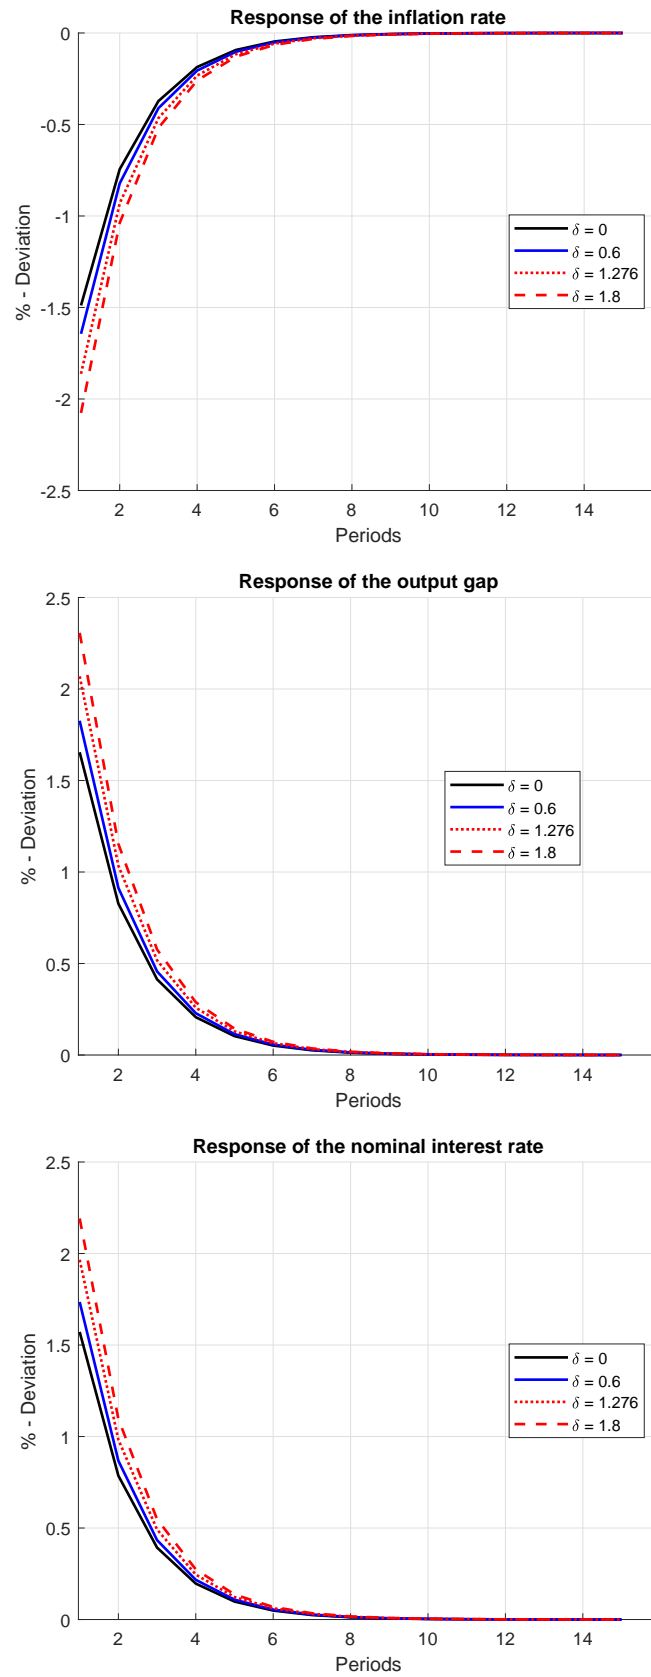 Response of the inflation rate
0
-0.5
-1
-1.5
-2
-2.5
% - Deviation
δ = 0
δ = 0.6
δ = 1.276
δ = 1.8
2 4 6 8 10 12 14
Periods
Response of the output gap
2.5
2
1.5
1
0.5
0
% - Deviation
δ = 0
δ = 0.6
δ = 1.276
δ = 1.8
2 4 6 8 10 12 14
Periods
Response of the nominal interest rate
2.5
2
1.5
1
0.5
0
% - Deviation
δ = 0
δ = 0.6
δ = 1.276
δ = 1.8
2 4 6 8 10 12 14
Periods